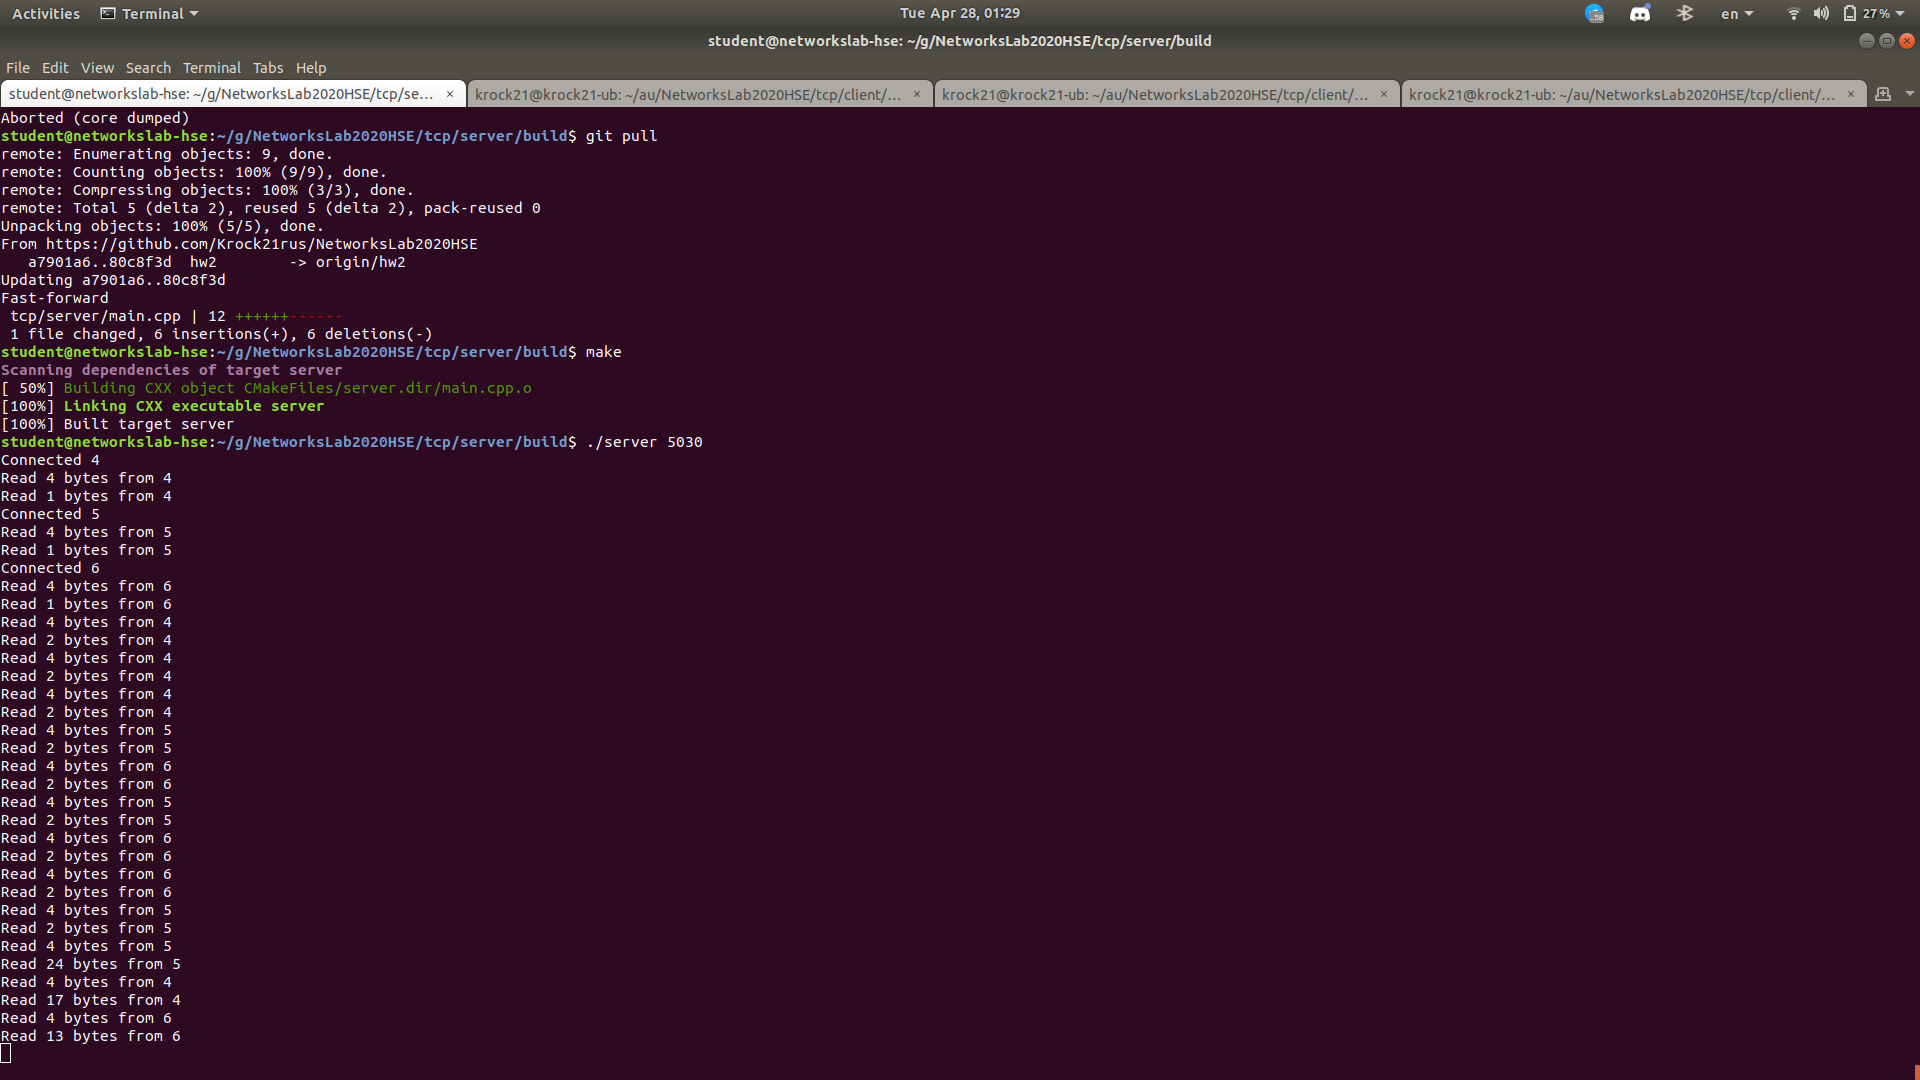 Activities Terminal Tue Apr 28, 01:29 58 en 27%
student@networkslab-hse: ~/g/NetworksLab2020HSE/tcp/server/build
File Edit View Search Terminal Tabs Help
student@networkslab-hse: ~/g/NetworksLab2020HSE/tcp/se... × krock21@krock21-ub: ~/au/NetworksLab2020HSE/tcp/client/... × krock21@krock21-ub: ~/au/NetworksLab2020HSE/tcp/client/... × krock21@krock21-ub: ~/au/NetworksLab2020HSE/tcp/client/... ×
Aborted (core dumped)
student@networkslab-hse:~/g/NetworksLab2020HSE/tcp/server/build$ git pull
remote: Enumerating objects: 9, done.
remote: Counting objects: 100% (9/9), done.
remote: Compressing objects: 100% (3/3), done.
remote: Total 5 (delta 2), reused 5 (delta 2), pack-reused 0
Unpacking objects: 100% (5/5), done.
From https://github.com/Krock21rus/NetworksLab2020HSE
   a7901a6..80c8f3d  hw2        -> origin/hw2
Updating a7901a6..80c8f3d
Fast-forward
 tcp/server/main.cpp | 12 ++++++------
 1 file changed, 6 insertions(+), 6 deletions(-)
student@networkslab-hse:~/g/NetworksLab2020HSE/tcp/server/build$ make
Scanning dependencies of target server
[ 50%] Building CXX object CMakeFiles/server.dir/main.cpp.o
[100%] Linking CXX executable server
[100%] Built target server
student@networkslab-hse:~/g/NetworksLab2020HSE/tcp/server/build$ ./server 5030
Connected 4
Read 4 bytes from 4
Read 1 bytes from 4
Connected 5
Read 4 bytes from 5
Read 1 bytes from 5
Connected 6
Read 4 bytes from 6
Read 1 bytes from 6
Read 4 bytes from 4
Read 2 bytes from 4
Read 4 bytes from 4
Read 2 bytes from 4
Read 4 bytes from 4
Read 2 bytes from 4
Read 4 bytes from 5
Read 2 bytes from 5
Read 4 bytes from 6
Read 2 bytes from 6
Read 4 bytes from 5
Read 2 bytes from 5
Read 4 bytes from 6
Read 2 bytes from 6
Read 4 bytes from 6
Read 2 bytes from 6
Read 4 bytes from 5
Read 2 bytes from 5
Read 4 bytes from 5
Read 24 bytes from 5
Read 4 bytes from 4
Read 17 bytes from 4
Read 4 bytes from 6
Read 13 bytes from 6